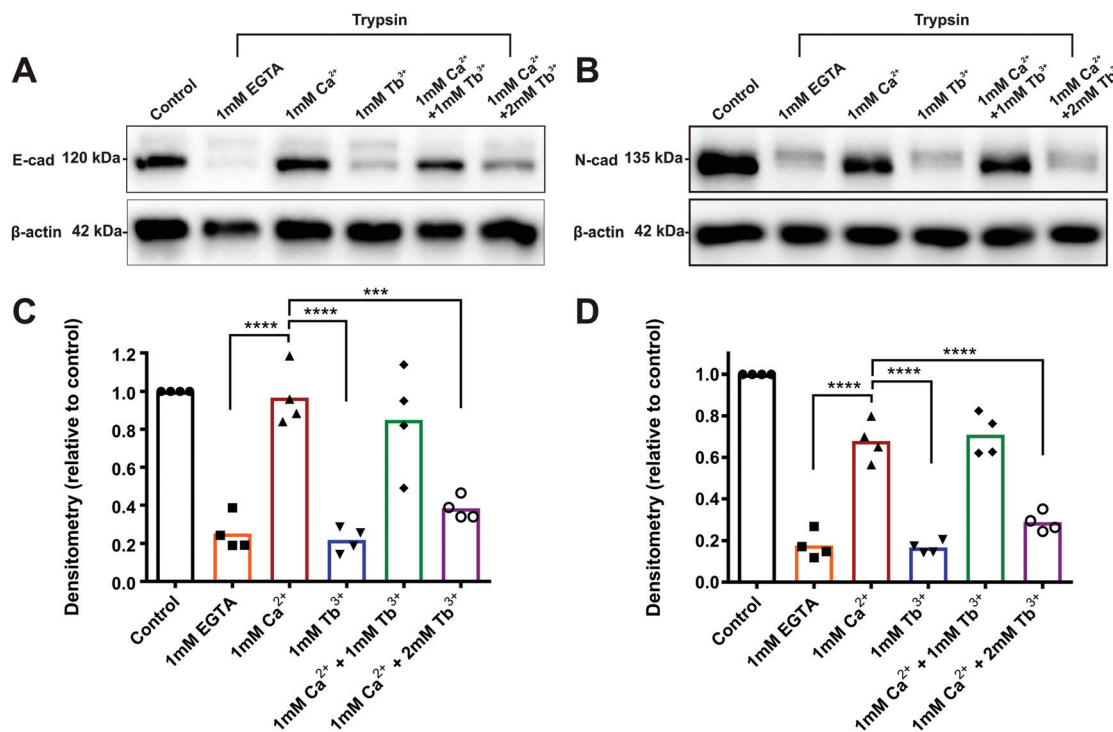 Trypsin
A
Control
1mM EGTA
1mM Ca²⁺
1mM Tb³⁺
1mM Ca²⁺
+1mM Tb³⁺
1mM Ca²⁺
+2mM Tb³⁺
E-cad 120 kDa
β-actin 42 kDa
Trypsin
B
Control
1mM EGTA
1mM Ca²⁺
1mM Tb³⁺
1mM Ca²⁺
+1mM Tb³⁺
1mM Ca²⁺
+2mM Tb³⁺
N-cad 135 kDa
β-actin 42 kDa
C
Densitometry (relative to control)
***
**** ****
1.2
1.0
0.8
0.6
0.4
0.2
0.0
Control
1mM EGTA
1mM Ca²⁺
1mM Tb³⁺
1mM Ca²⁺ + 1mM Tb³⁺
1mM Ca²⁺ + 2mM Tb³⁺
D
Densitometry (relative to control)
****
**** ****
1.0
0.8
0.6
0.4
0.2
0.0
Control
1mM EGTA
1mM Ca²⁺
1mM Tb³⁺
1mM Ca²⁺ + 1mM Tb³⁺
1mM Ca²⁺ + 2mM Tb³⁺